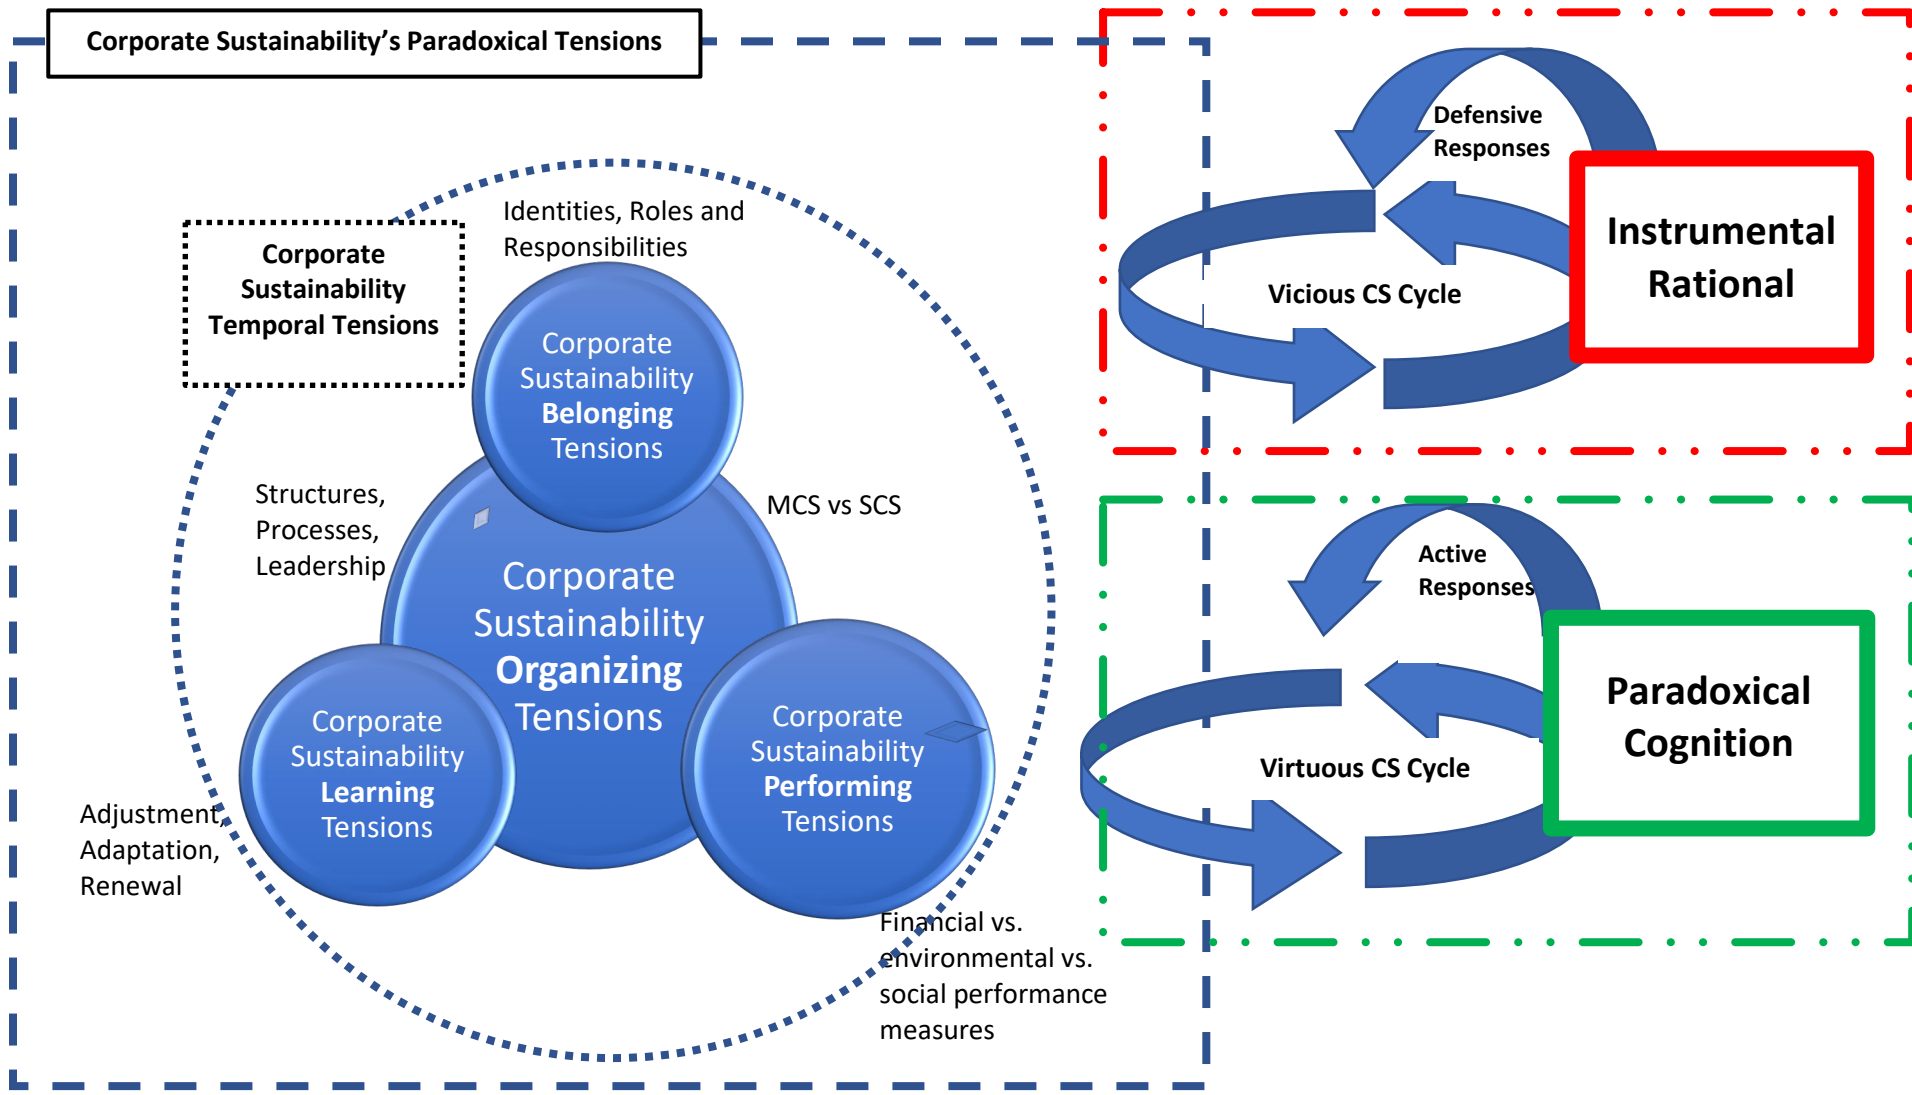 Corporate Sustainability's Paradoxical Tensions
Corporate
Sustainability
Temporal Tensions
Identities, Roles and
Responsibilities
Corporate
Sustainability
Belonging
Tensions
Structures,
Processes,
Leadership
MCS vs SCS
Corporate
Sustainability
Organizing
Tensions
Corporate
Sustainability
Learning
Tensions
Corporate
Sustainability
Performing
Tensions
Adjustment,
Adaptation,
Renewal
Financial vs.
environmental vs.
social performance
measures
Defensive
Responses
Instrumental
Rational
Vicious CS Cycle
Active
Responses
Paradoxical
Cognition
Virtuous CS Cycle